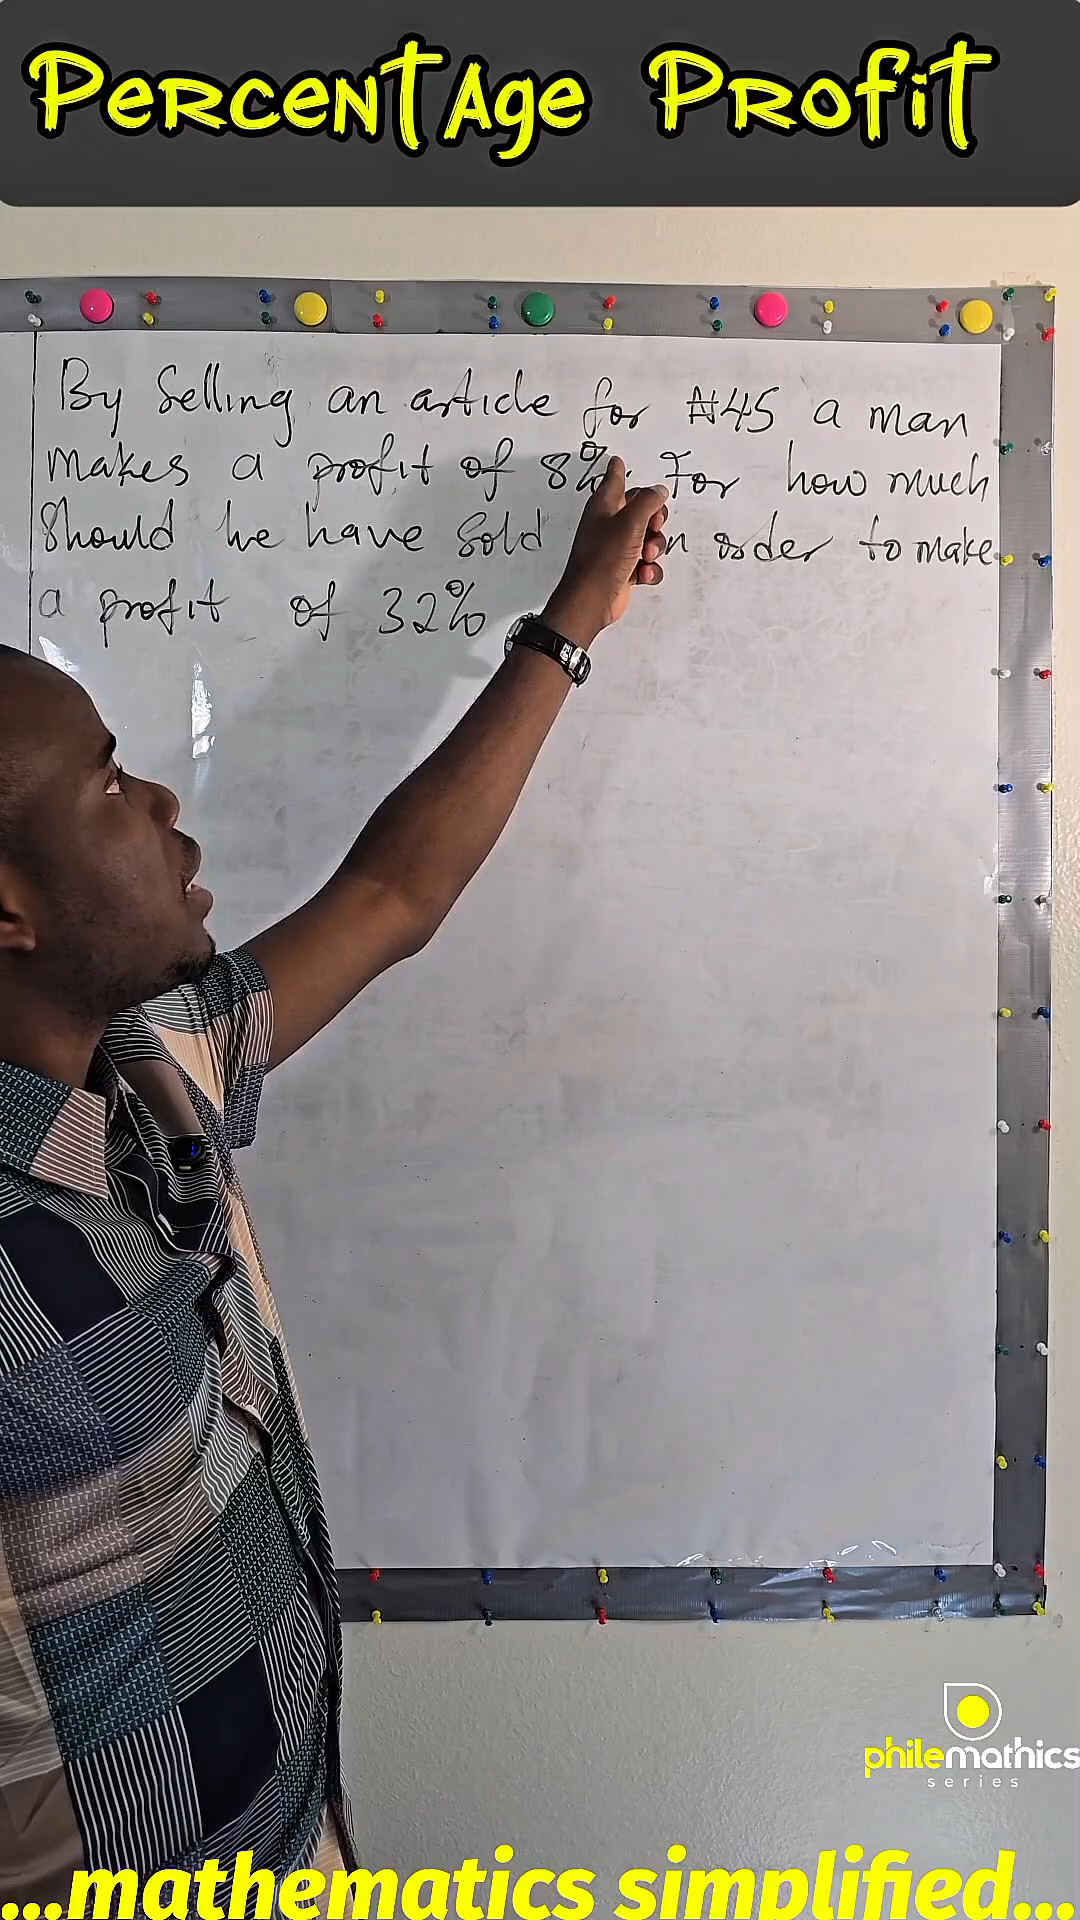 Percentage Profit
By Selling an article for ₦45 a man
makes a profit of 8%. For how much
Should he have Sold in order to make
a profit of 32%
philemathics
series
...mathematics simplified...